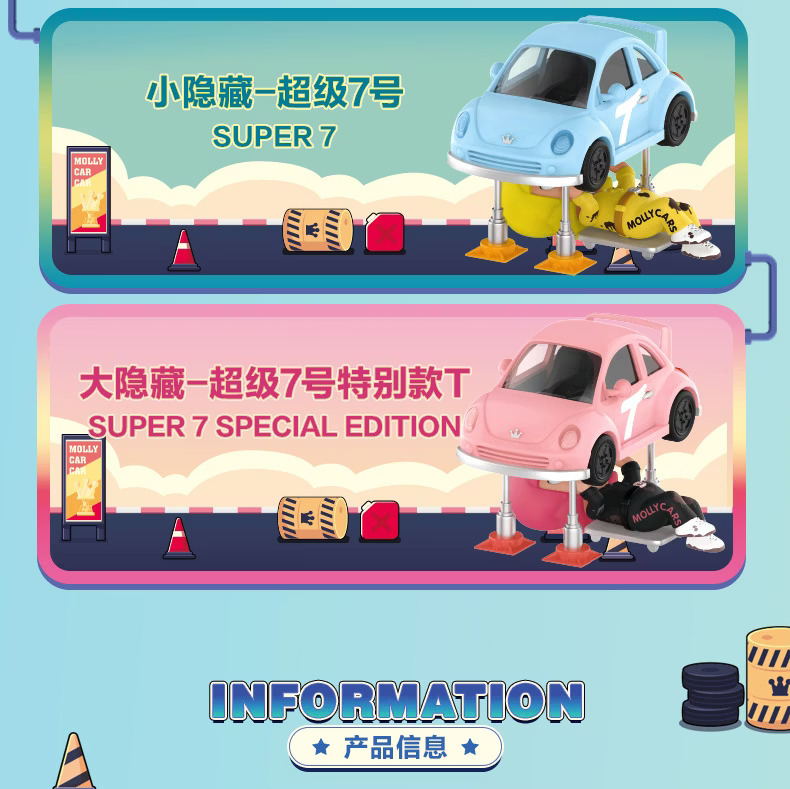 小隐藏-超级7号
SUPER 7
MOLLY
CAR
CAR
T
MOLLYCARS
大隐藏-超级7号特别款T
SUPER 7 SPECIAL EDITION
MOLLY
CAR
CAR
T
MOLLYCARS
INFORMATION
★ 产品信息 ★